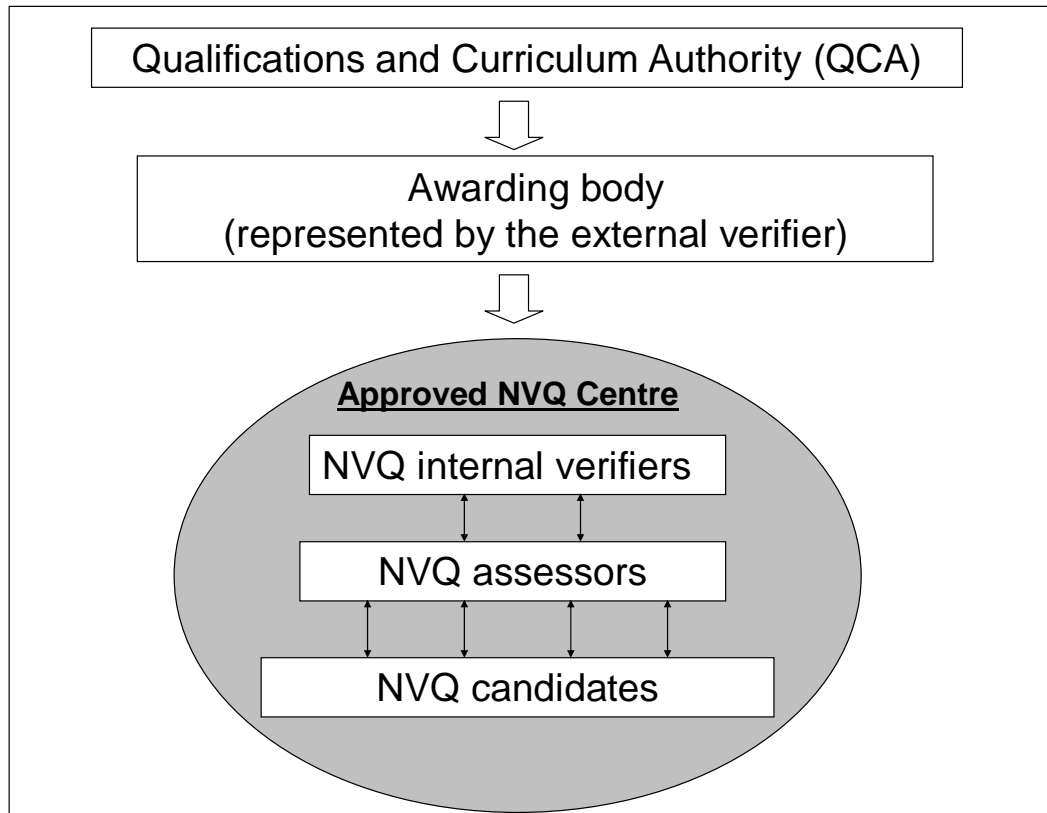 Qualifications and Curriculum Authority (QCA)
Awarding body
(represented by the external verifier)
Approved NVQ Centre
NVQ internal verifiers
NVQ assessors
NVQ candidates